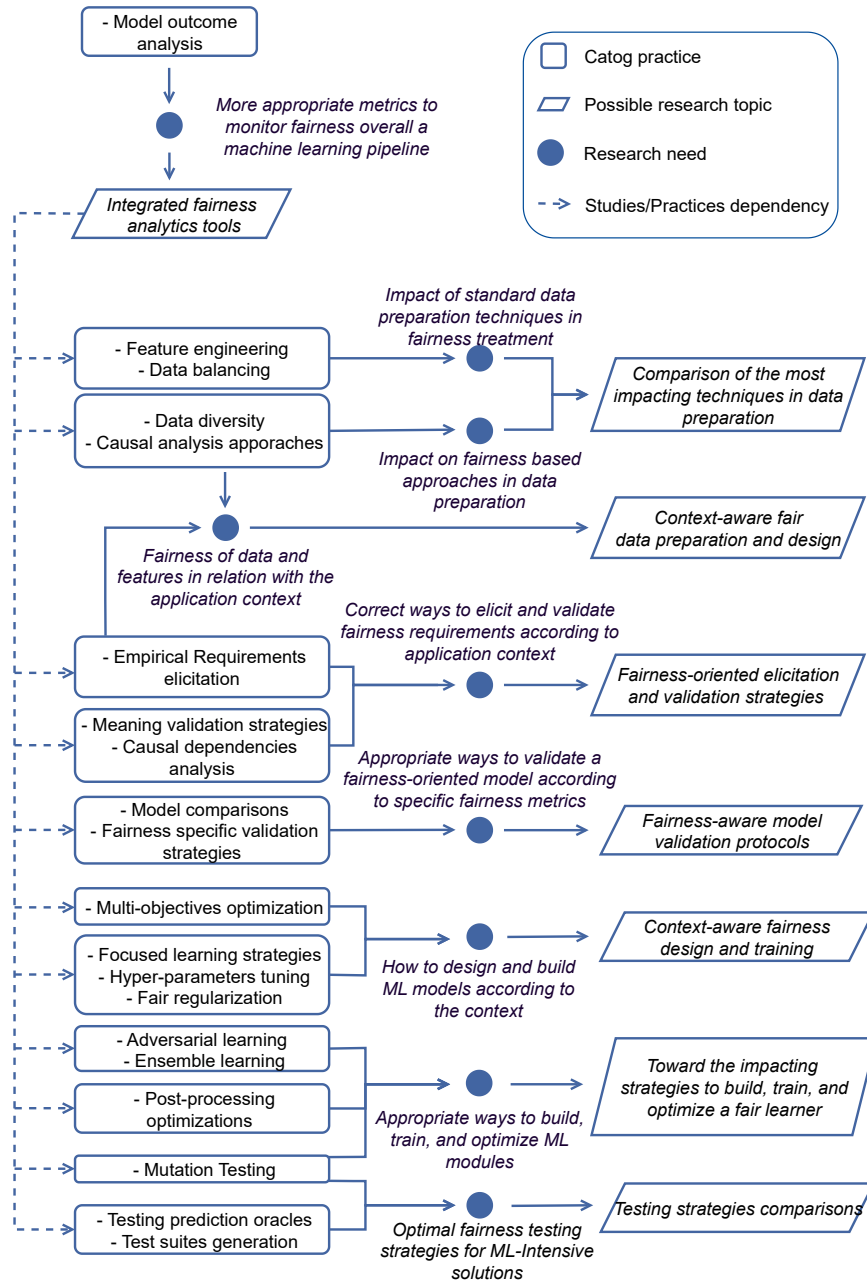 - Model outcome
analysis
More appropriate metrics to
monitor fairness overall a
machine learning pipeline
Integrated fairness
analytics tools
Catog practice
Possible research topic
Research need
Studies/Practices dependency
Impact of standard data
preparation techniques in
fairness treatment
- Feature engineering
- Data balancing
Comparison of the most
impacting techniques in data
preparation
- Data diversity
- Causal analysis apporaches
Impact on fairness based
approaches in data
preparation
Context-aware fair
data preparation and design
Fairness of data and
features in relation with the
application context
Correct ways to elicit and validate
fairness requirements according to
application context
- Empirical Requirements
elicitation
Fairness-oriented elicitation
and validation strategies
- Meaning validation strategies
- Causal dependencies
analysis
Appropriate ways to validate a
fairness-oriented model according
to specific fairness metrics
- Model comparisons
- Fairness specific validation
strategies
Fairness-aware model
validation protocols
- Multi-objectives optimization
Context-aware fairness
design and training
- Focused learning strategies
- Hyper-parameters tuning
- Fair regularization
How to design and build
ML models according to
the context
- Adversarial learning
- Ensemble learning
Toward the impacting
strategies to build, train, and
optimize a fair learner
- Post-processing
optimizations
Appropriate ways to build,
train, and optimize ML
modules
- Mutation Testing
Testing strategies comparisons
- Testing prediction oracles
- Test suites generation
Optimal fairness testing
strategies for ML-Intensive
solutions